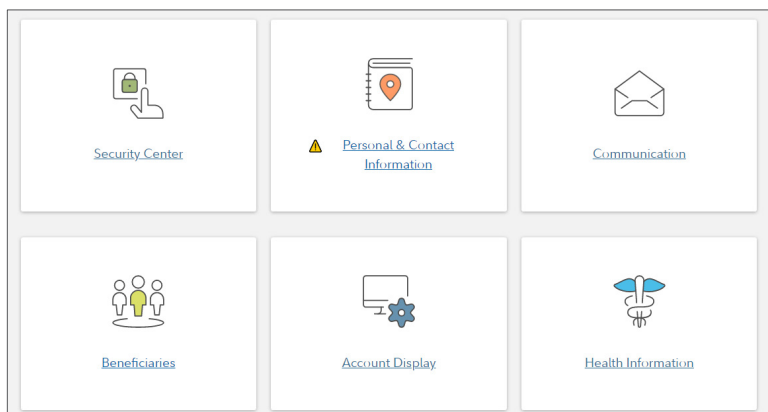 Security Center
Personal & Contact
Information
Communication
Beneficiaries
Account Display
Health Information